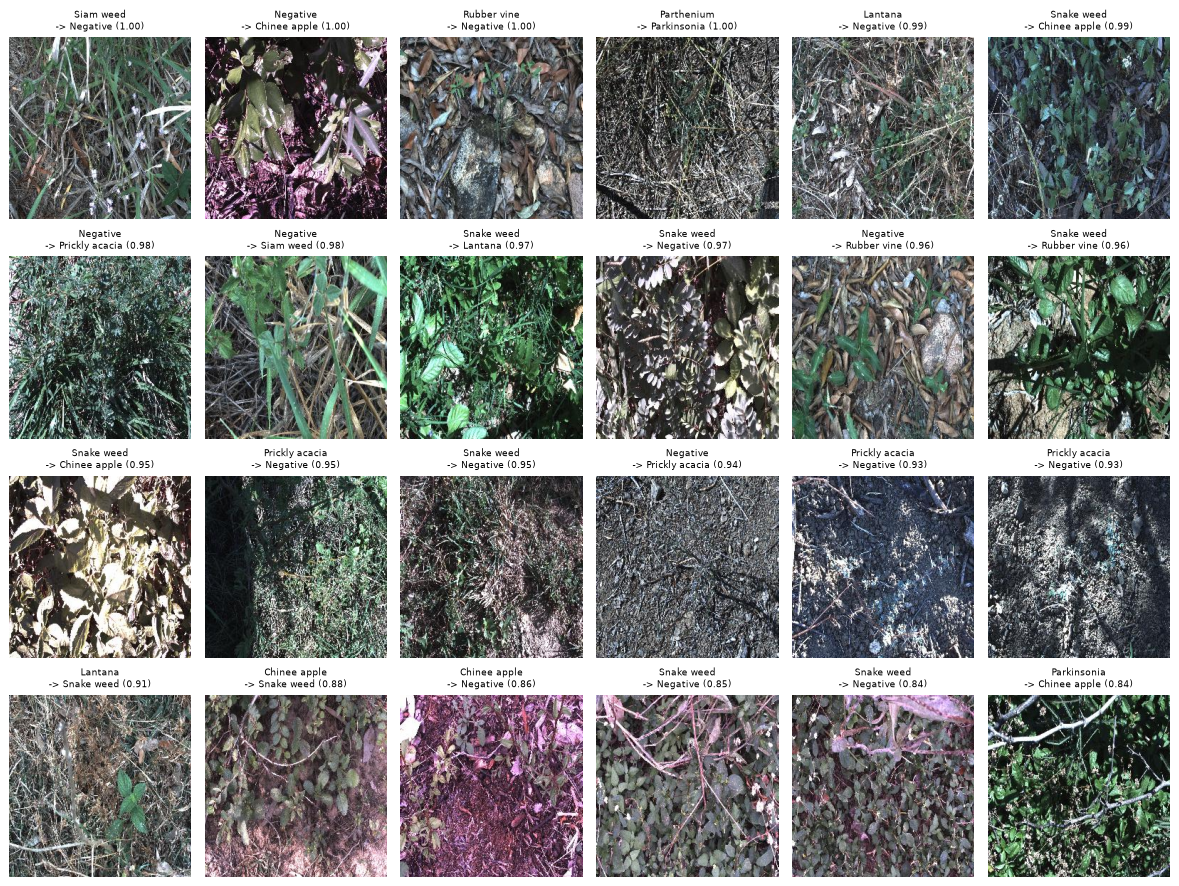 Siam weed
-> Negative (1.00)
Negative
-> Chinee apple (1.00)
Rubber vine
-> Negative (1.00)
Parthenium
-> Parkinsonia (1.00)
Lantana
-> Negative (0.99)
Snake weed
-> Chinee apple (0.99)
Negative
-> Prickly acacia (0.98)
Negative
-> Siam weed (0.98)
Snake weed
-> Lantana (0.97)
Snake weed
-> Negative (0.97)
Negative
-> Rubber vine (0.96)
Snake weed
-> Rubber vine (0.96)
Snake weed
-> Chinee apple (0.95)
Prickly acacia
-> Negative (0.95)
Snake weed
-> Negative (0.95)
Negative
-> Prickly acacia (0.94)
Prickly acacia
-> Negative (0.93)
Prickly acacia
-> Negative (0.93)
Lantana
-> Snake weed (0.91)
Chinee apple
-> Snake weed (0.88)
Chinee apple
-> Negative (0.86)
Snake weed
-> Negative (0.85)
Snake weed
-> Negative (0.84)
Parkinsonia
-> Chinee apple (0.84)